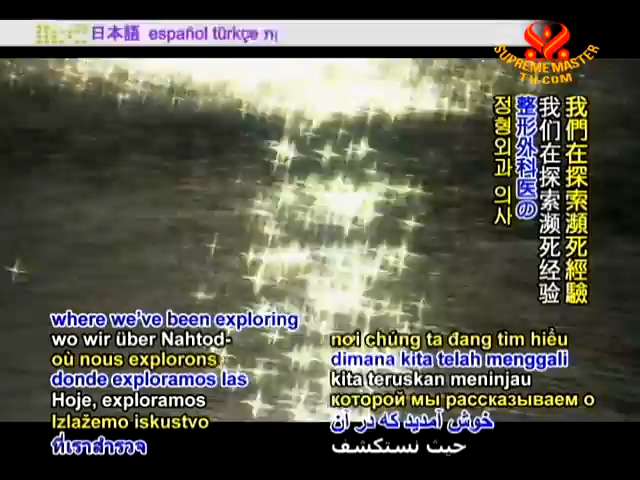 日本語 español türkçe
SUPREME MASTER
TV.COM
我們在探索瀕死經驗
我们在探索濒死经验
整形外科医の
정형외과 의사
where we've been exploring
wo wir über Nahtod-
où nous explorons
donde exploramos las
Hoje, exploramos
Izlažemo iskustvo
ที่เราสำรวจ
nơi chúng ta đang tìm hiểu
dimana kita telah menggali
kita teruskan meninjau
которой мы рассказываем о
خوش آمدید که در آن
حيث نستكشف